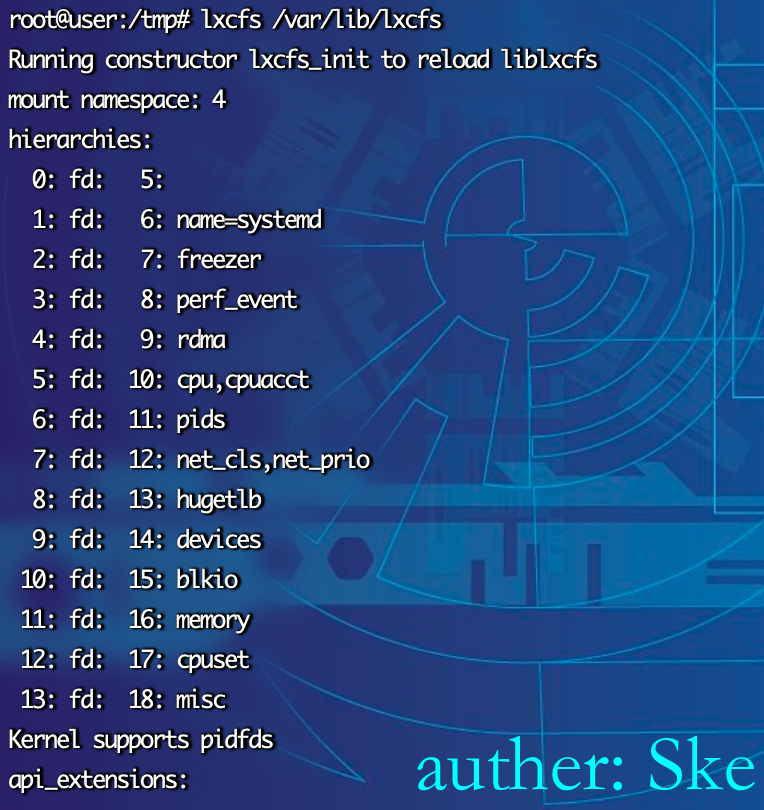 root@user:/tmp# lxcfs /var/lib/lxcfs
Running constructor lxcfs_init to reload liblxcfs
mount namespace: 4
hierarchies:
  0: fd:   5:
  1: fd:   6: name=systemd
  2: fd:   7: freezer
  3: fd:   8: perf_event
  4: fd:   9: rdma
  5: fd:  10: cpu,cpuacct
  6: fd:  11: pids
  7: fd:  12: net_cls,net_prio
  8: fd:  13: hugetlb
  9: fd:  14: devices
 10: fd:  15: blkio
 11: fd:  16: memory
 12: fd:  17: cpuset
 13: fd:  18: misc
Kernel supports pidfds
api_extensions:
auther: Ske